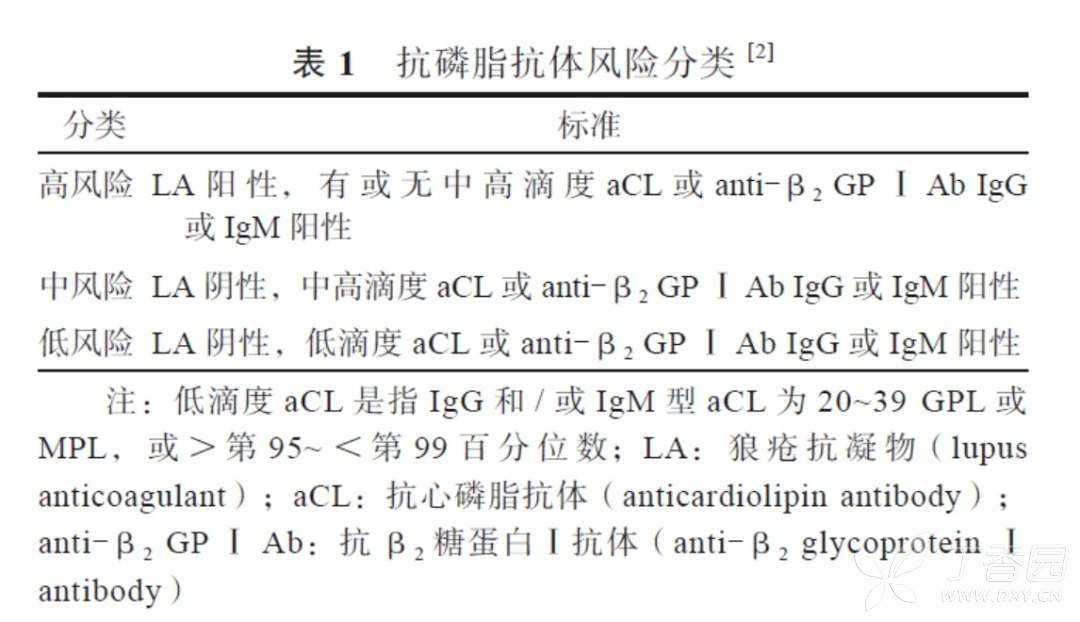 表 1 抗磷脂抗体风险分类 [2]
分类 标准
高风险 LA 阳性，有或无中高滴度 aCL 或 anti-β₂ GP Ⅰ Ab IgG
或 IgM 阳性
中风险 LA 阴性，中高滴度 aCL 或 anti-β₂ GP Ⅰ Ab IgG 或 IgM 阳性
低风险 LA 阴性，低滴度 aCL 或 anti-β₂ GP Ⅰ Ab IgG 或 IgM 阳性
注：低滴度 aCL 是指 IgG 和 / 或 IgM 型 aCL 为 20~39 GPL 或
MPL，或＞第 95~＜第 99 百分位数；LA：狼疮抗凝物（lupus
anticoagulant）；aCL：抗心磷脂抗体（anticardiolipin antibody）；
anti-β₂ GP Ⅰ Ab：抗 β₂ 糖蛋白Ⅰ抗体（anti-β₂ glycoprotein Ⅰ
antibody）
丁香园
WWW.DXY.CN